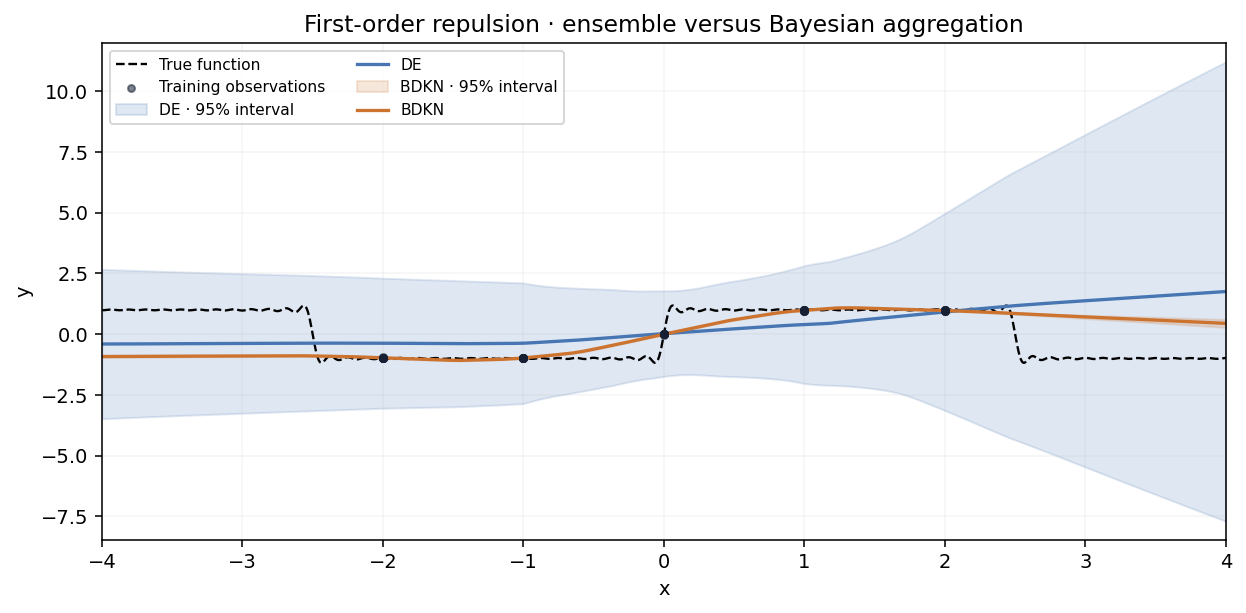 First-order repulsion · ensemble versus Bayesian aggregation
True function
Training observations
DE · 95% interval
DE
BDKN · 95% interval
BDKN
10.0
7.5
5.0
2.5
0.0
−2.5
−5.0
−7.5
y
−4 −3 −2 −1 0 1 2 3 4
x